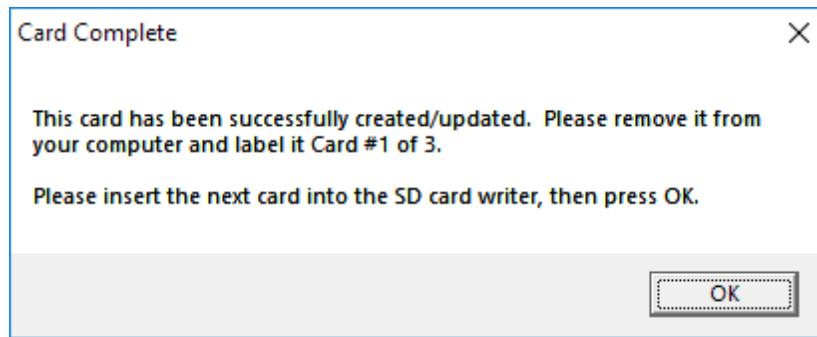 Card Complete
This card has been successfully created/updated.  Please remove it from
your computer and label it Card #1 of 3.
Please insert the next card into the SD card writer, then press OK.
OK